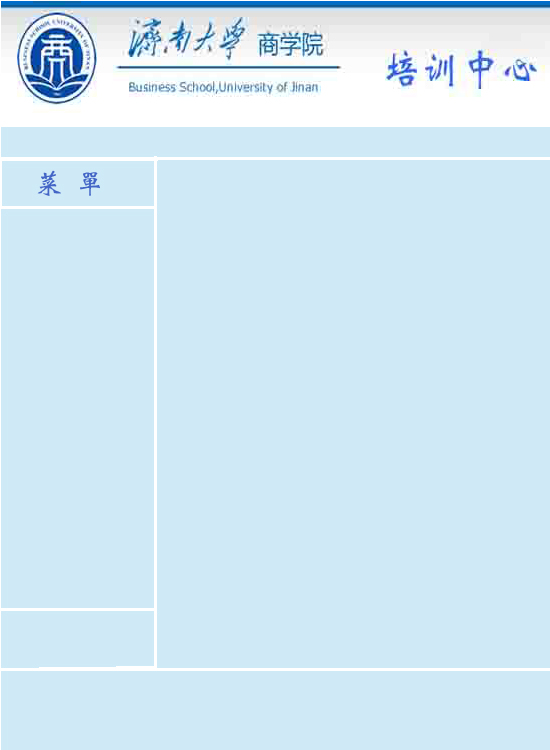 濟南大學 商学院
Business School,University of Jinan
培训中心
BUSINESS SCHOOL UNIVERSITY OF JINAN
菜 單